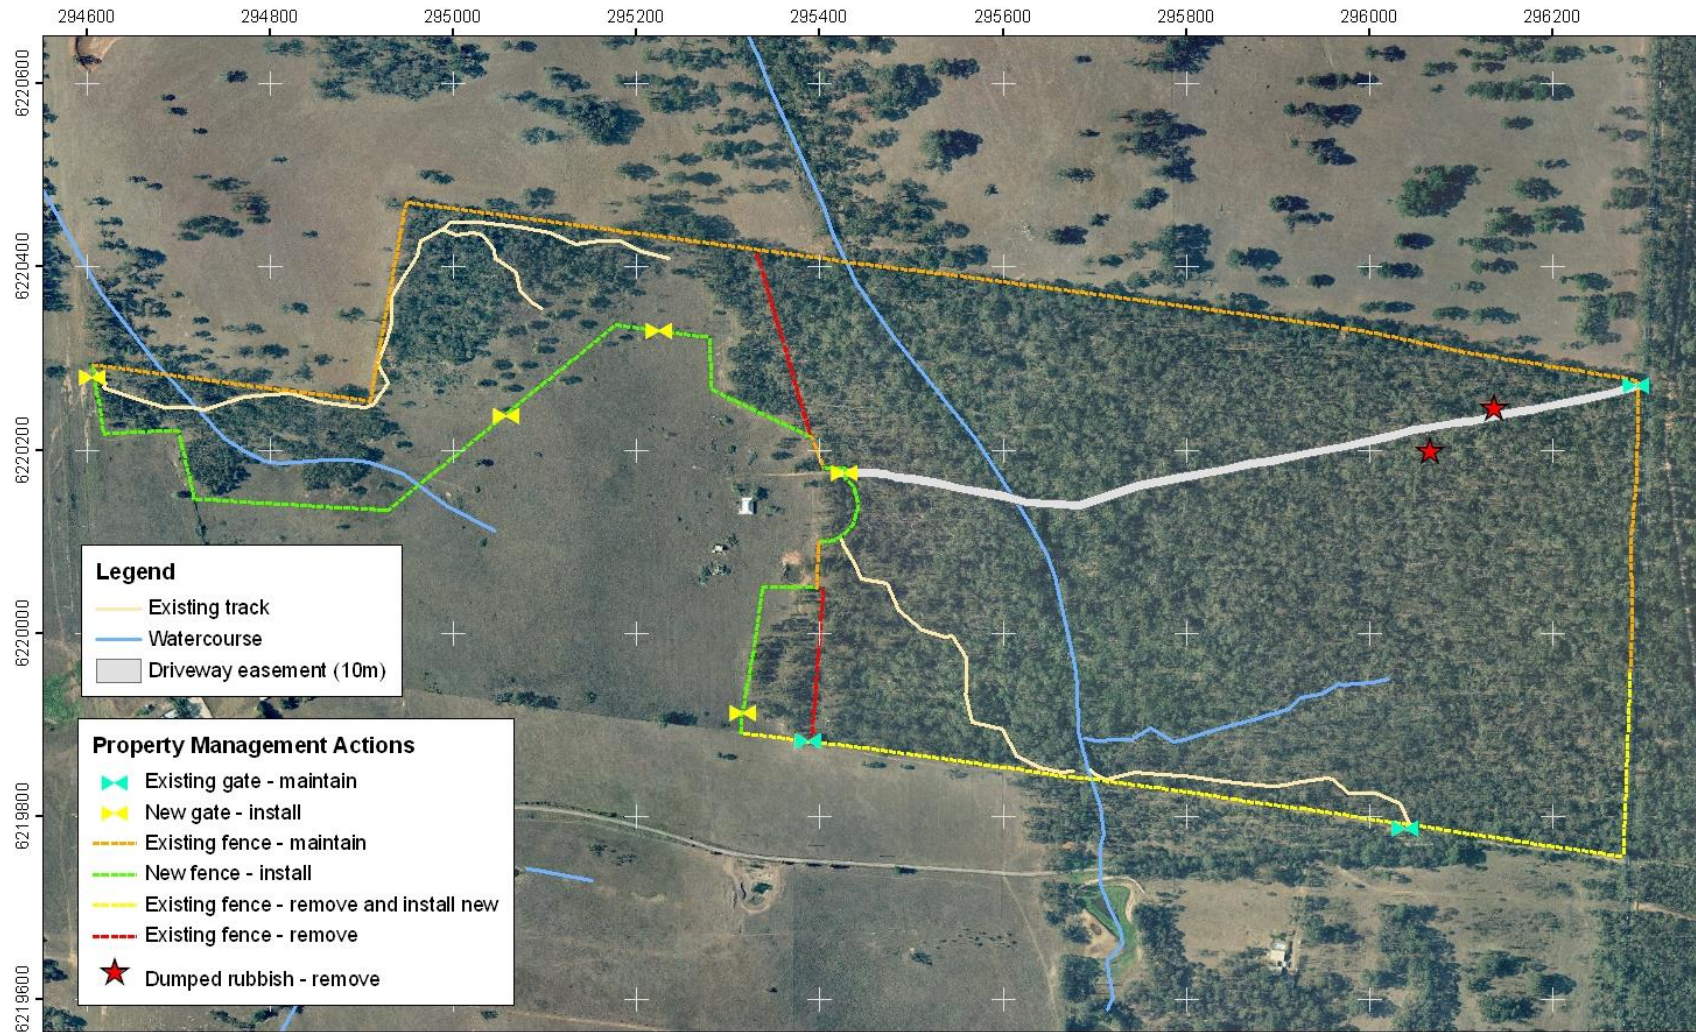 294600 294800 295000 295200 295400 295600 295800 296000 296200
6220600
6220400
6220200
6220000
6219800
6219600
Legend
Existing track
Watercourse
Driveway easement (10m)
Property Management Actions
Existing gate - maintain
New gate - install
Existing fence - maintain
New fence - install
Existing fence - remove and install new
Existing fence - remove
Dumped rubbish - remove